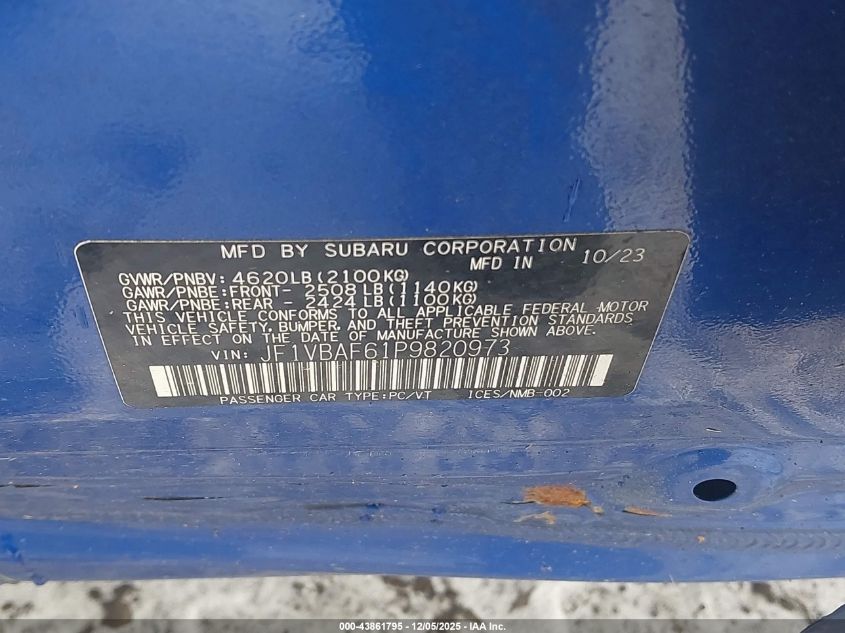 MFD BY SUBARU CORPORATION
MFD IN 10/23
GVWR/PNBV: 4620LB(2100KG)
GAWR/PNBE:FRONT- 2508LB(1140KG)
GAWR/PNBE:REAR - 2424LB(1100KG)
THIS VEHICLE CONFORMS TO ALL APPLICABLE FEDERAL MOTOR
VEHICLE SAFETY, BUMPER, AND THEFT PREVENTION STANDARDS
IN EFFECT ON THE DATE OF MANUFACTURE SHOWN ABOVE.
VIN: JF1VBAF61P9820973
PASSENGER CAR TYPE:PC/VT ICES/NMB-002
000-43861795 - 12/05/2025 - IAA Inc.